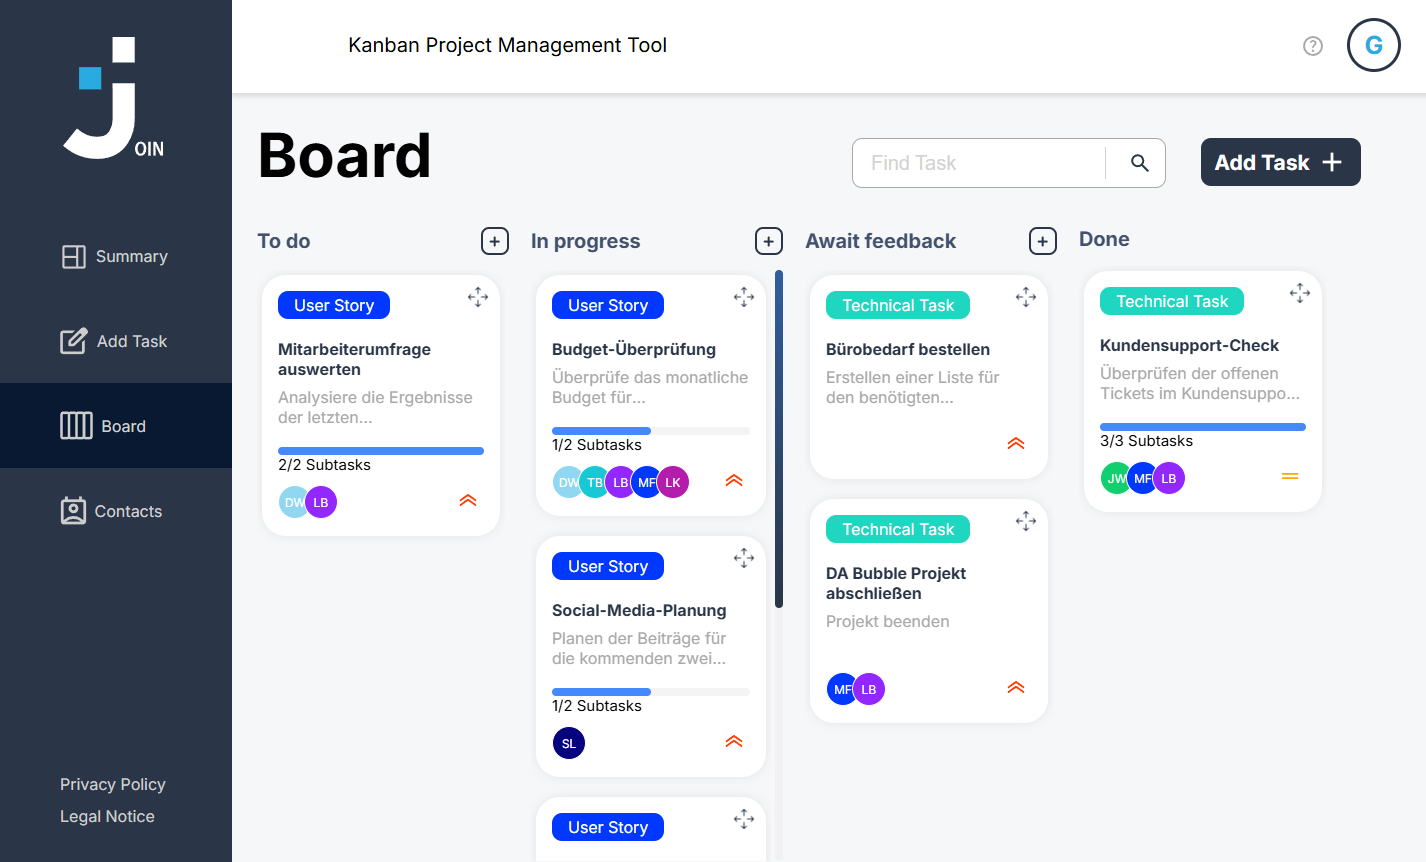 OIN
Kanban Project Management Tool
G
Summary
Add Task
Board
Contacts
Privacy Policy
Legal Notice
Board
Find Task
Add Task
To do
User Story
Mitarbeiterumfrage
auswerten
Analysiere die Ergebnisse
der letzten...
2/2 Subtasks
DW LB
In progress
User Story
Budget-Überprüfung
Überprüfe das monatliche
Budget für...
1/2 Subtasks
DW TB LB MF LK
User Story
Social-Media-Planung
Planen der Beiträge für
die kommenden zwei...
1/2 Subtasks
SL
User Story
Await feedback
Technical Task
Bürobedarf bestellen
Erstellen einer Liste für
den benötigten...
Technical Task
DA Bubble Projekt
abschließen
Projekt beenden
MF LB
Done
Technical Task
Kundensupport-Check
Überprüfen der offenen
Tickets im Kundensuppo...
3/3 Subtasks
JW MF LB